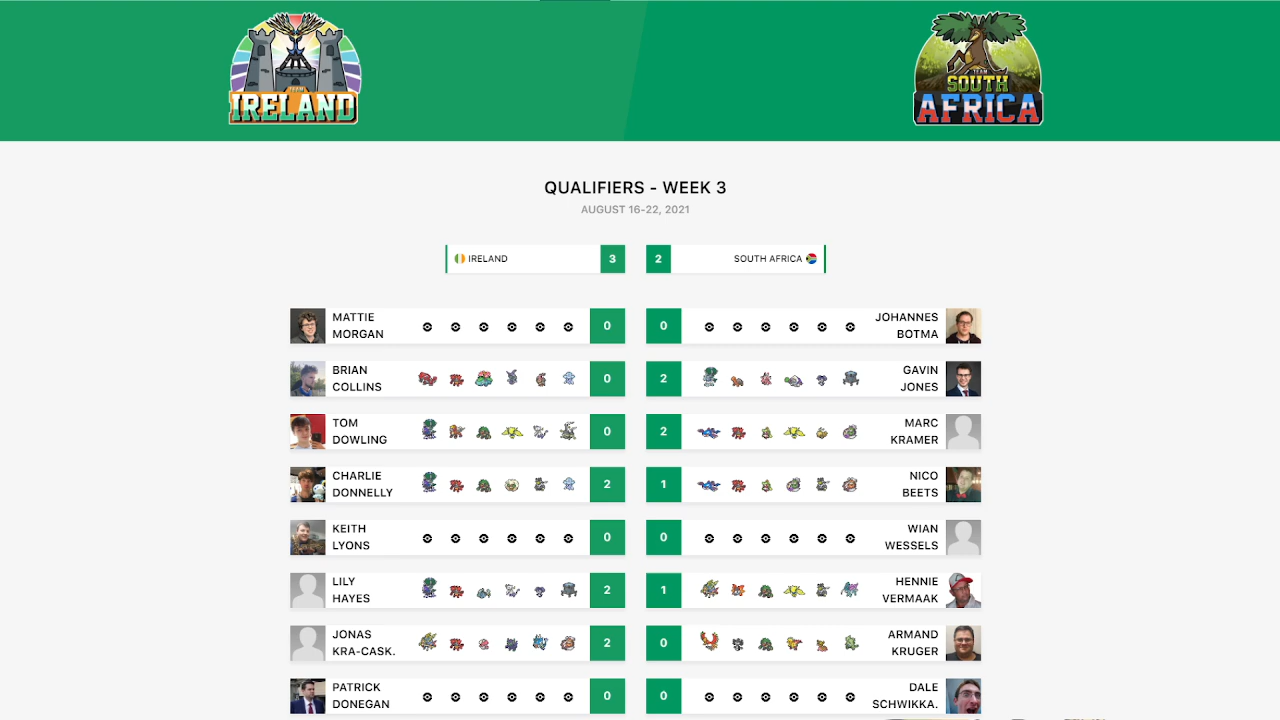 TEAM
IRELAND
TEAM
SOUTH
AFRICA
QUALIFIERS - WEEK 3
AUGUST 16-22, 2021
IRELAND 3 2 SOUTH AFRICA
MATTIE
MORGAN
0 0
JOHANNES
BOTMA
BRIAN
COLLINS
0 2
GAVIN
JONES
TOM
DOWLING
0 2
MARC
KRAMER
CHARLIE
DONNELLY
2 1
NICO
BEETS
KEITH
LYONS
0 0
WIAN
WESSELS
LILY
HAYES
2 1
HENNIE
VERMAAK
JONAS
KRA-CASK.
2 0
ARMAND
KRUGER
PATRICK
DONEGAN
0 0
DALE
SCHWIKKA.